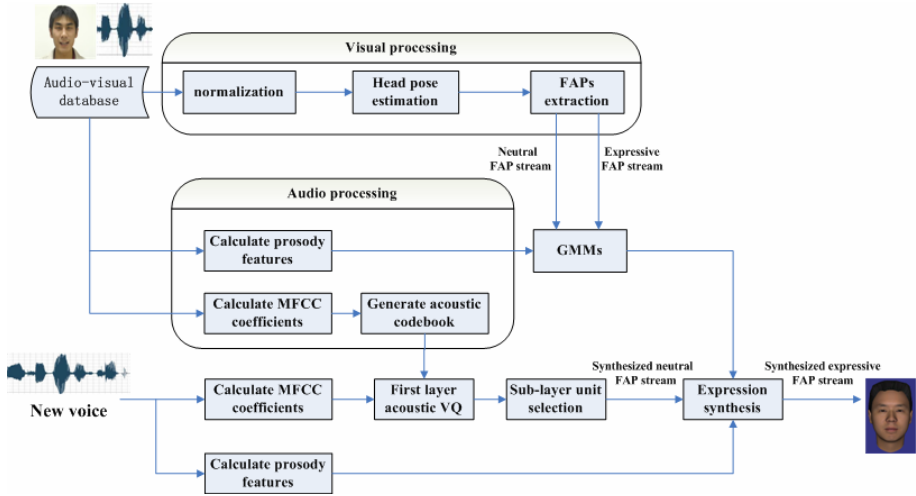 Visual processing
Audio-visual
database
normalization
Head pose
estimation
FAPs
extraction
Neutral
FAP stream
Expressive
FAP stream
Audio processing
Calculate prosody
features
GMMs
Calculate MFCC
coefficients
Generate acoustic
codebook
New voice
Calculate MFCC
coefficients
First layer
acoustic VQ
Sub-layer unit
selection
Synthesized neutral
FAP stream
Expression
synthesis
Synthesized expressive
FAP stream
Calculate prosody
features